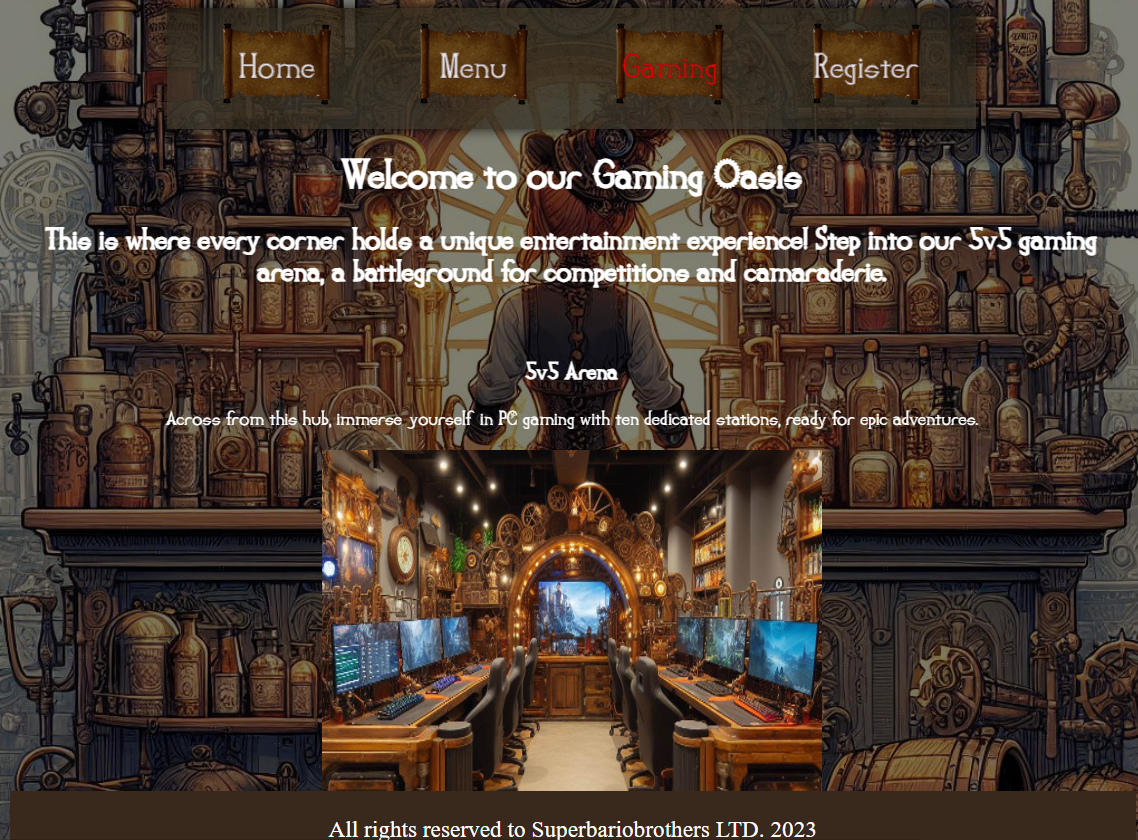 Home
Menu
Gaming
Register
Welcome to our Gaming Oasis
This is where every corner holds a unique entertainment experience! Step into our 5v5 gaming
arena, a battleground for competitions and camaraderie.
5v5 Arena
Across from this hub, immerse yourself in PC gaming with ten dedicated stations, ready for epic adventures.
All rights reserved to Superbariobrothers LTD. 2023